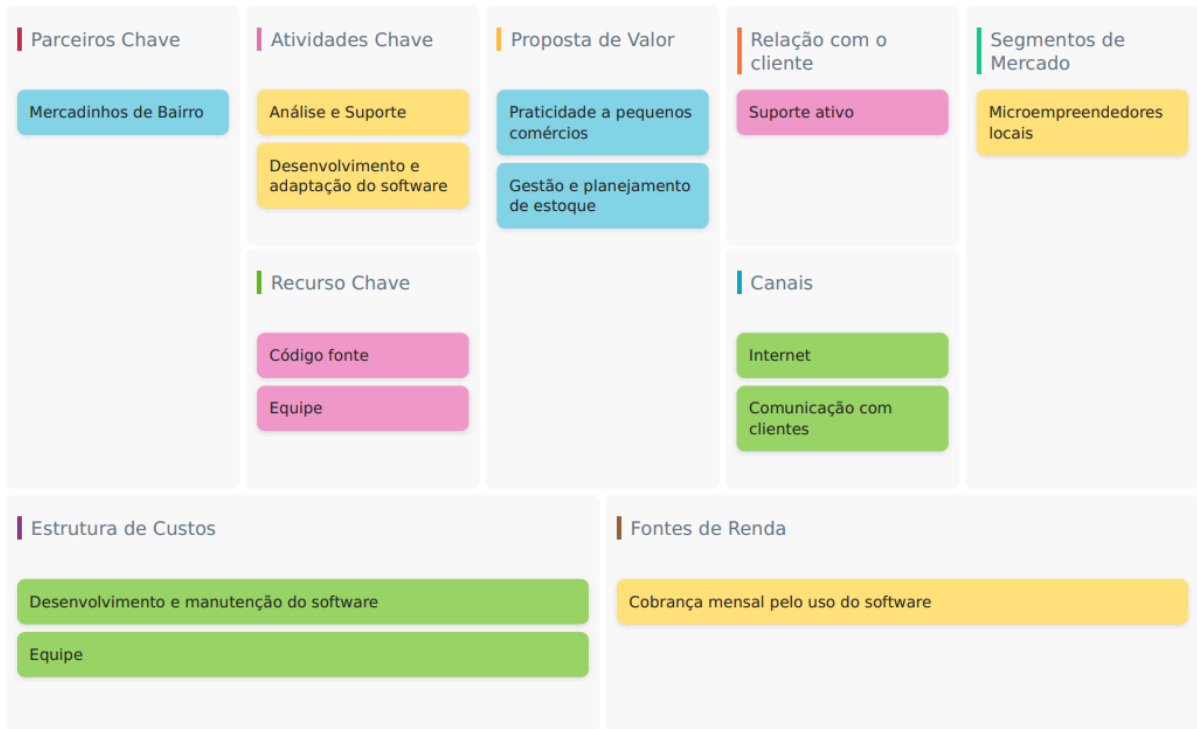 Parceiros Chave
Mercadinhos de Bairro
Atividades Chave
Análise e Suporte
Desenvolvimento e
adaptação do software
Recurso Chave
Código fonte
Equipe
Proposta de Valor
Praticidade a pequenos
comércios
Gestão e planejamento
de estoque
Relação com o
cliente
Suporte ativo
Canais
Internet
Comunicação com
clientes
Segmentos de
Mercado
Microempreendedores
locais
Estrutura de Custos
Desenvolvimento e manutenção do software
Equipe
Fontes de Renda
Cobrança mensal pelo uso do software